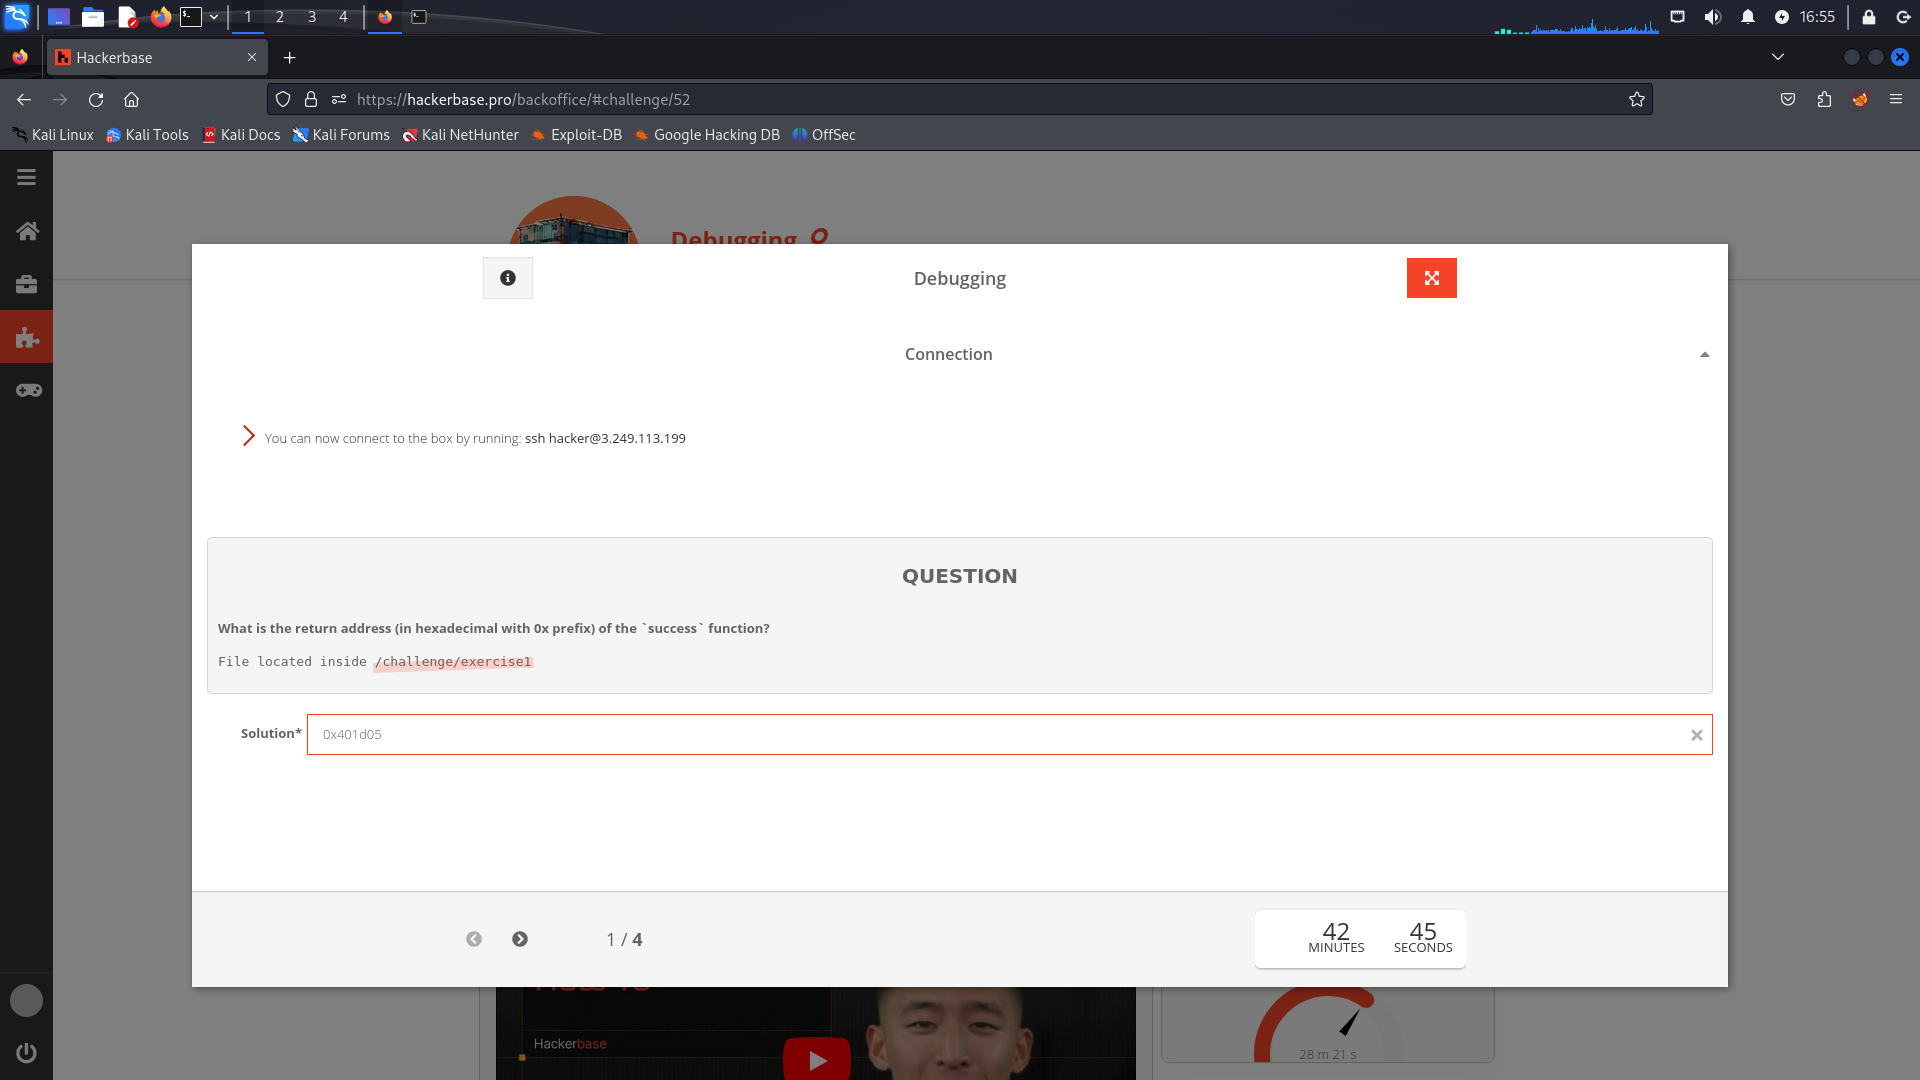 1 2 3 4
16:55
Hackerbase
https://hackerbase.pro/backoffice/#challenge/52
Kali Linux Kali Tools Kali Docs Kali Forums Kali NetHunter Exploit-DB Google Hacking DB OffSec
Debugging
Debugging
Connection
You can now connect to the box by running: ssh hacker@3.249.113.199
QUESTION
What is the return address (in hexadecimal with 0x prefix) of the `success` function?
File located inside /challenge/exercise1
Solution* 0x401d05
1 / 4
42 45
MINUTES SECONDS
Hackerbase
28 m 21 s